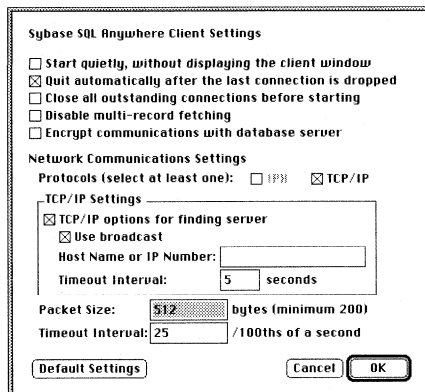 Sybase SQL Anywhere Client Settings
Start quietly, without displaying the client window
Quit automatically after the last connection is dropped
Close all outstanding connections before starting
Disable multi-record fetching
Encrypt communications with database server
Network Communications Settings
Protocols (select at least one): IPX TCP/IP
TCP/IP Settings
TCP/IP options for finding server
Use broadcast
Host Name or IP Number:
Timeout Interval: 5 seconds
Packet Size: 512 bytes (minimum 200)
Timeout Interval: 25 /100ths of a second
Default Settings Cancel OK